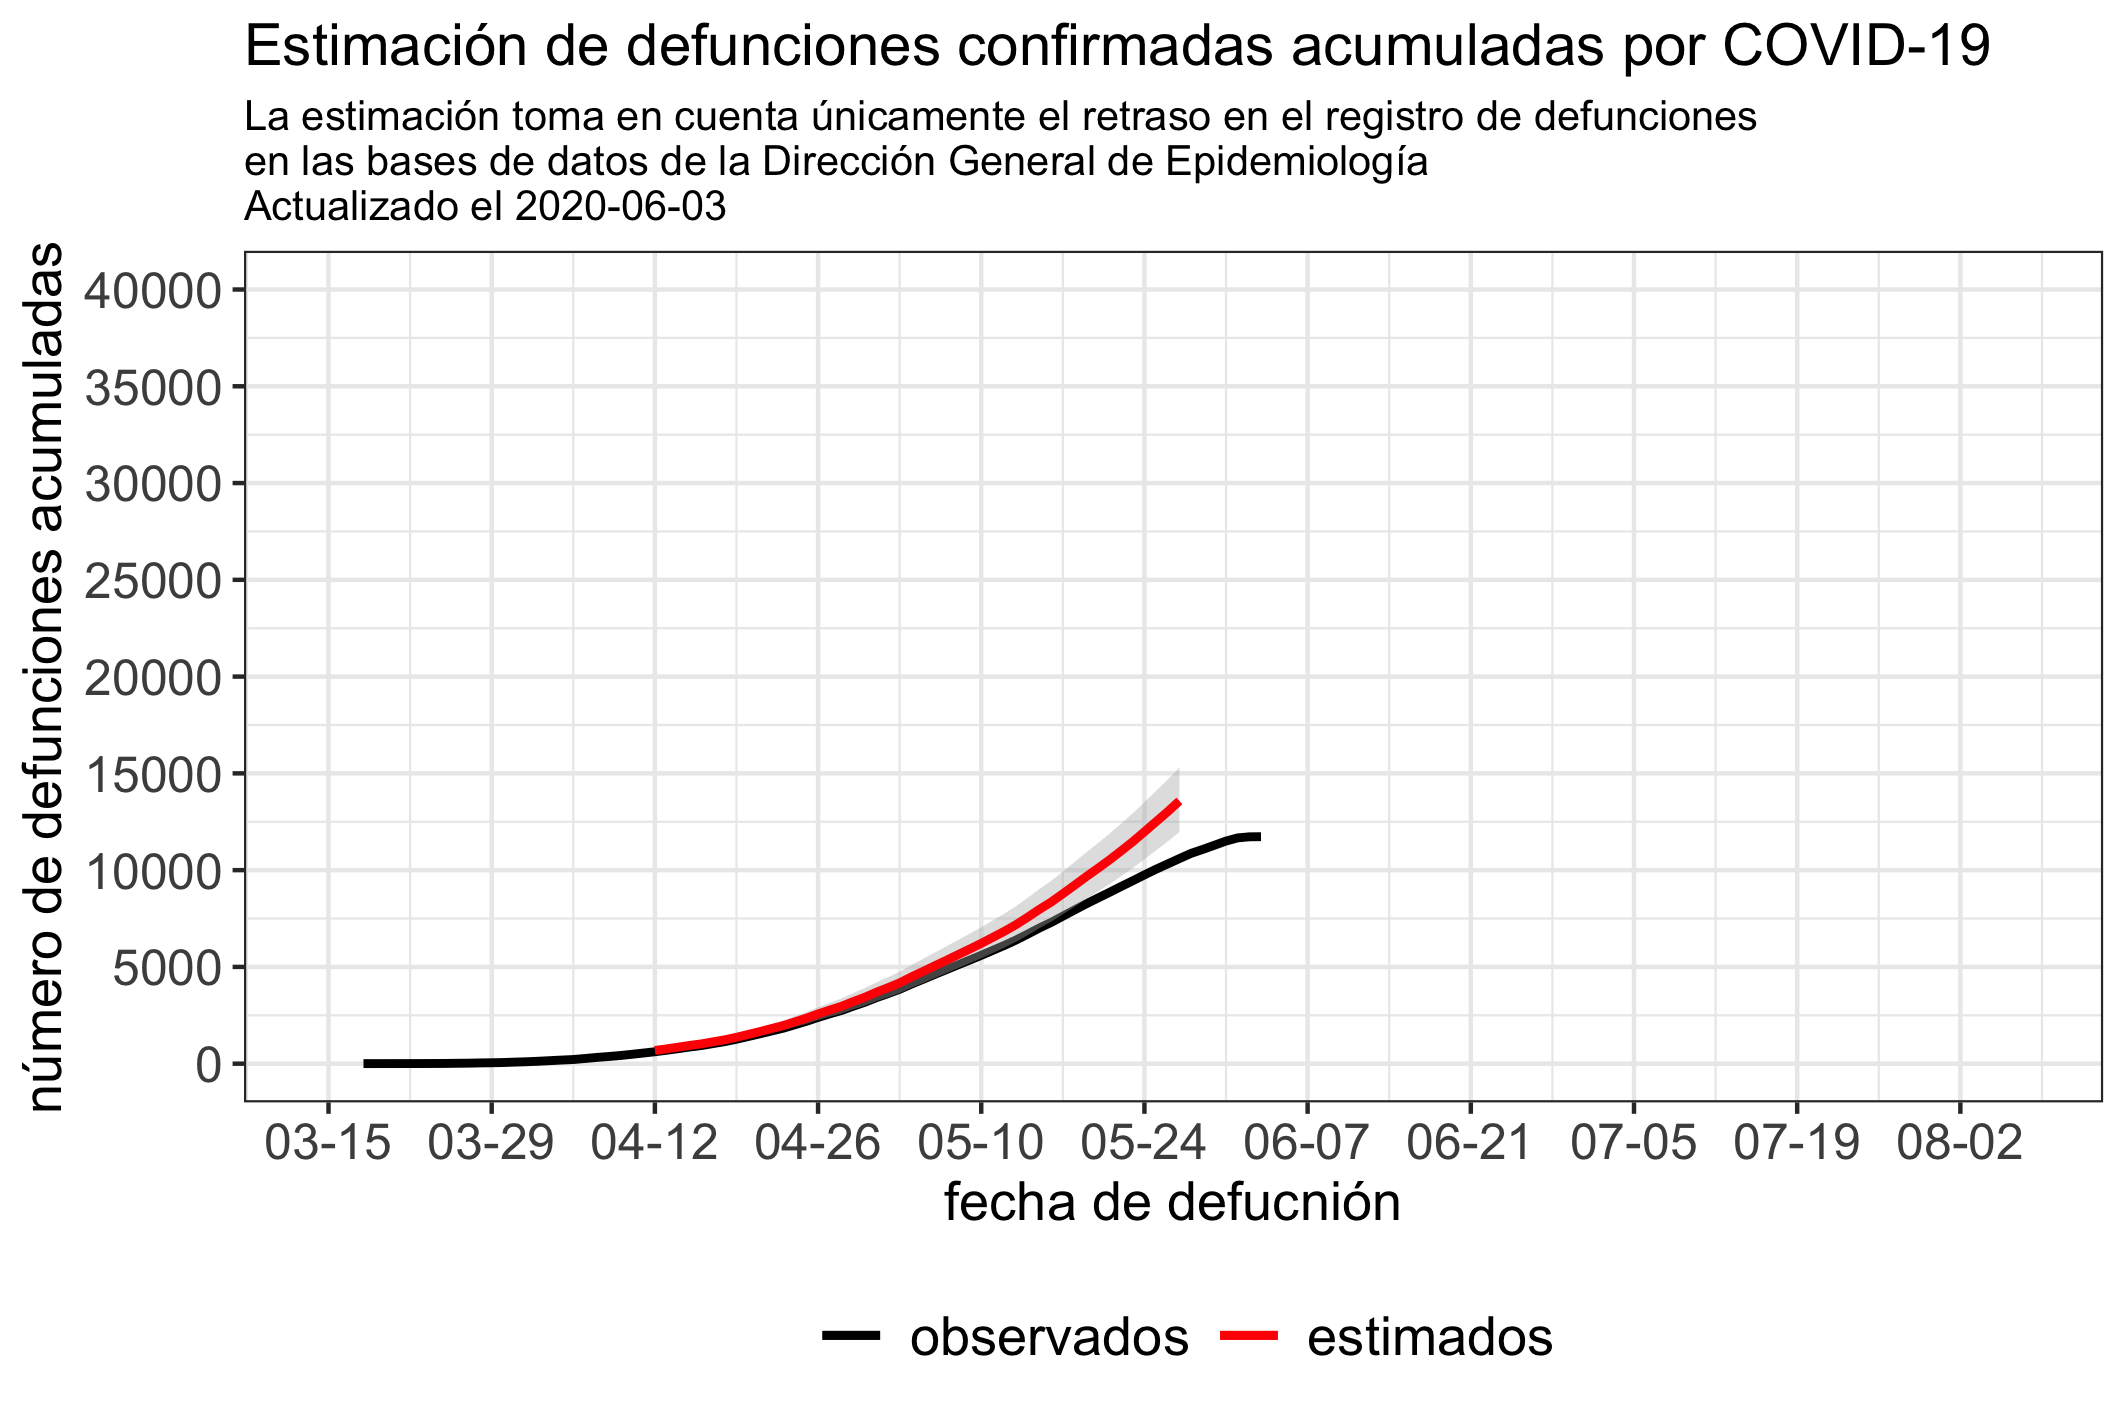 Estimación de defunciones confirmadas acumuladas por COVID-19
La estimación toma en cuenta únicamente el retraso en el registro de defunciones
en las bases de datos de la Dirección General de Epidemiología
Actualizado el 2020-06-03
número de defunciones acumuladas
40000
35000
30000
25000
20000
15000
10000
5000
0
03-15 03-29 04-12 04-26 05-10 05-24 06-07 06-21 07-05 07-19 08-02
fecha de defucnión
observados estimados